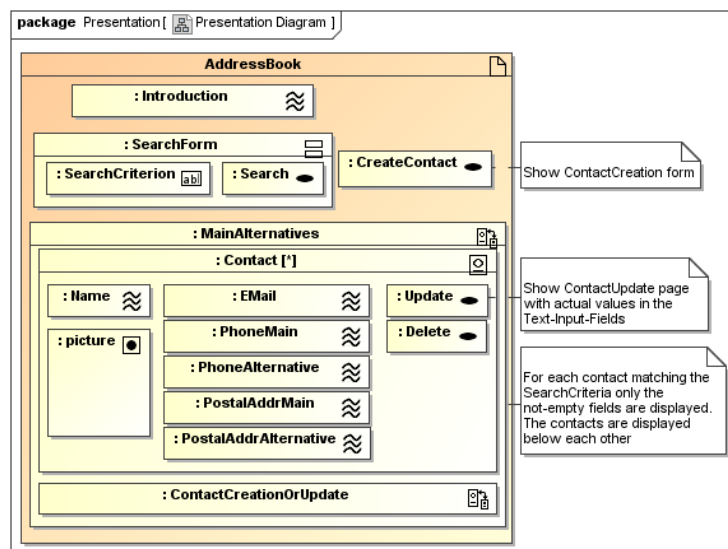 package Presentation [ Presentation Diagram ]
AddressBook
: Introduction
: SearchForm
: SearchCriterion ab|
: Search
: CreateContact
Show ContactCreation form
: MainAlternatives
: Contact [*]
: Name
: EMail
: Update
Show ContactUpdate page
with actual values in the
Text-Input-Fields
: picture
: PhoneMain
: Delete
: PhoneAlternative
: PostalAddrMain
: PostalAddrAlternative
For each contact matching the
SearchCriteria only the
not-empty fields are displayed.
The contacts are displayed
below each other
: ContactCreationOrUpdate